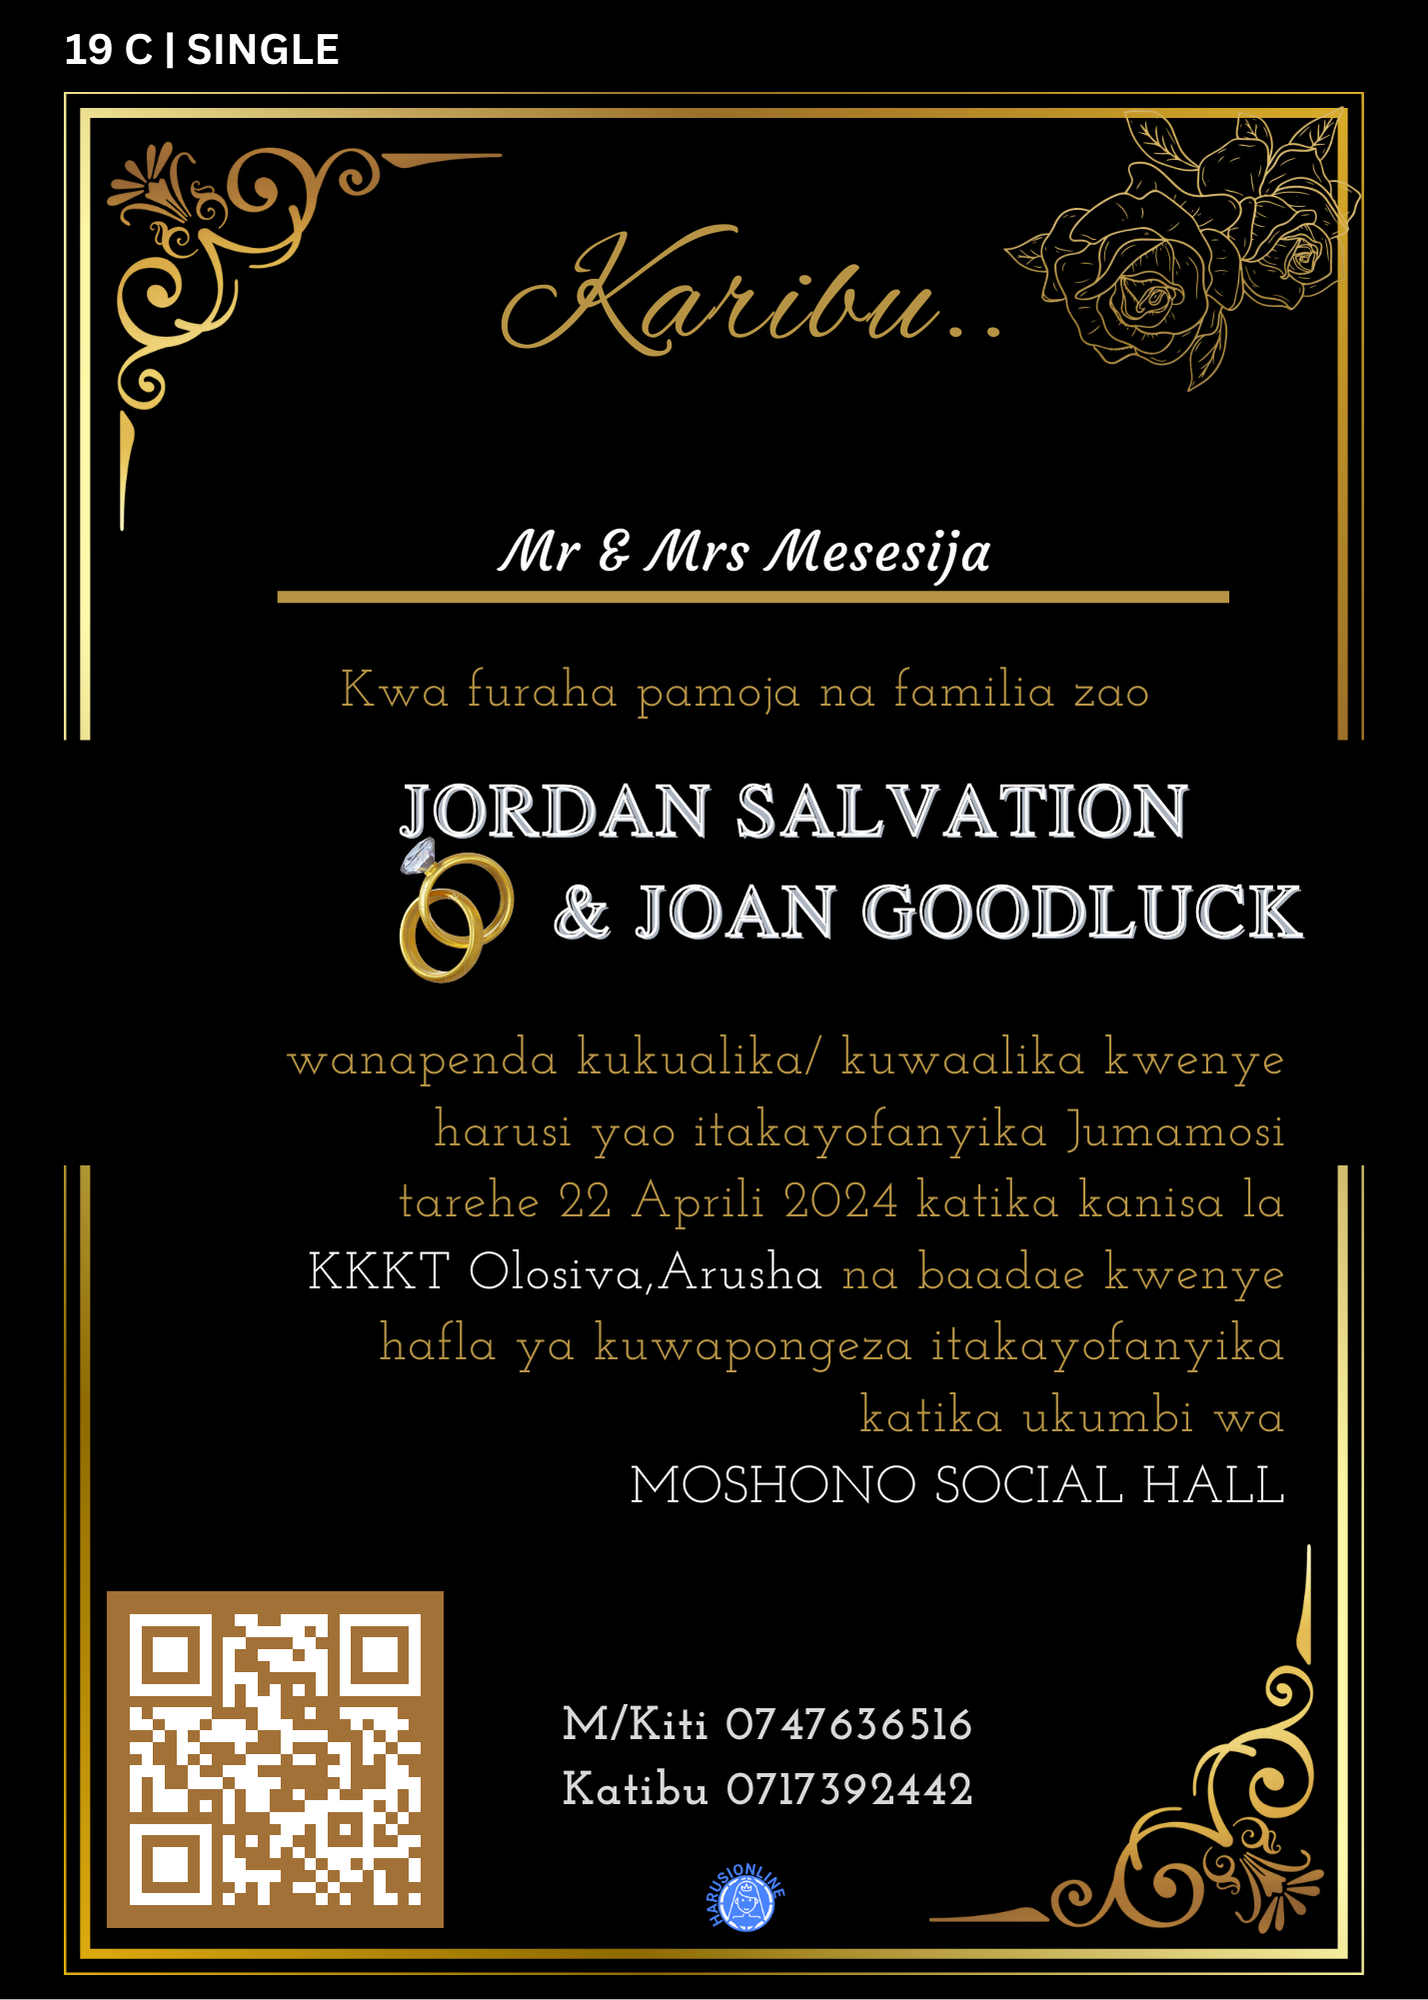 19 C | SINGLE
Karibu..
Mr & Mrs Mesesija
Kwa furaha pamoja na familia zao
JORDAN SALVATION
& JOAN GOODLUCK
wanapenda kukualika/ kuwaalika kwenye
harusi yao itakayofanyika Jumamosi
tarehe 22 Aprili 2024 katika kanisa la
KKKT Olosiva,Arusha na baadae kwenye
hafla ya kuwapongeza itakayofanyika
katika ukumbi wa
MOSHONO SOCIAL HALL
M/Kiti 0747636516
Katibu 0717392442
HARUSIONLINE